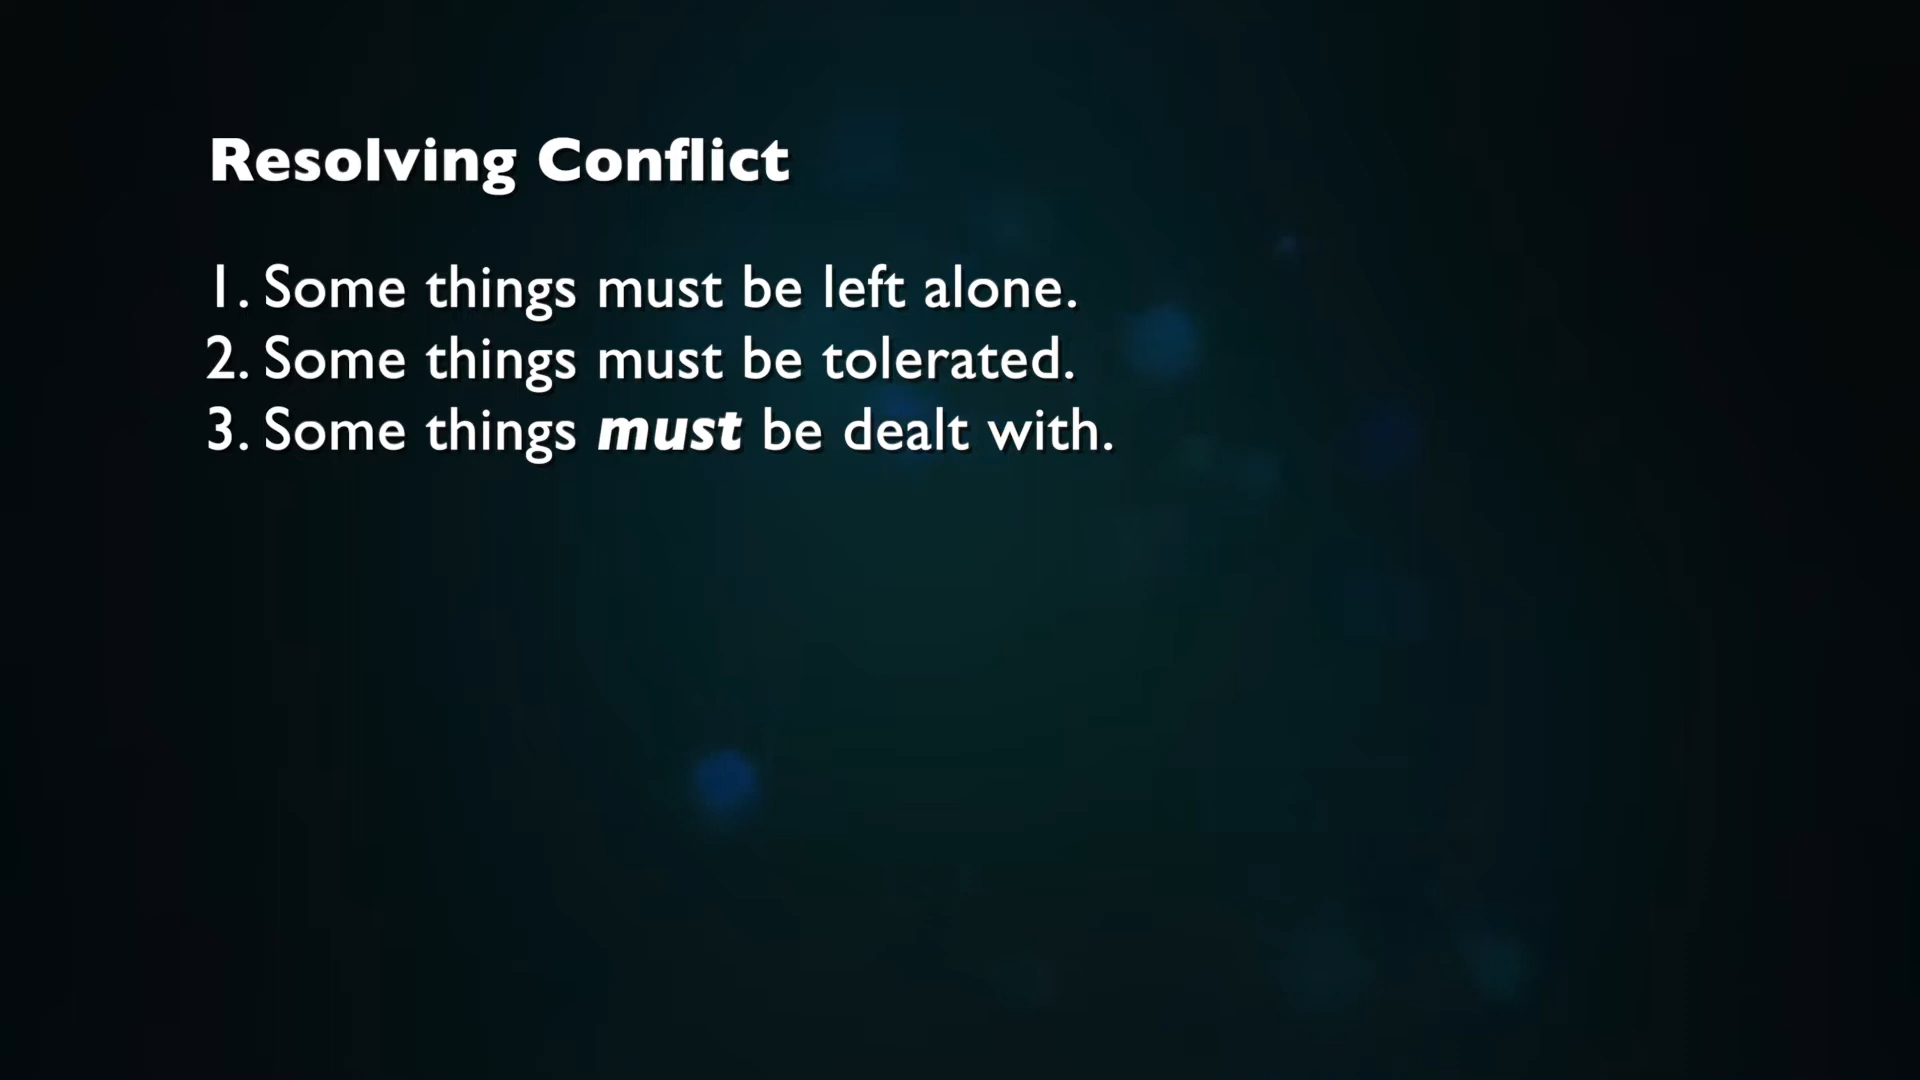 Resolving Conflict
1. Some things must be left alone.
2. Some things must be tolerated.
3. Some things must be dealt with.